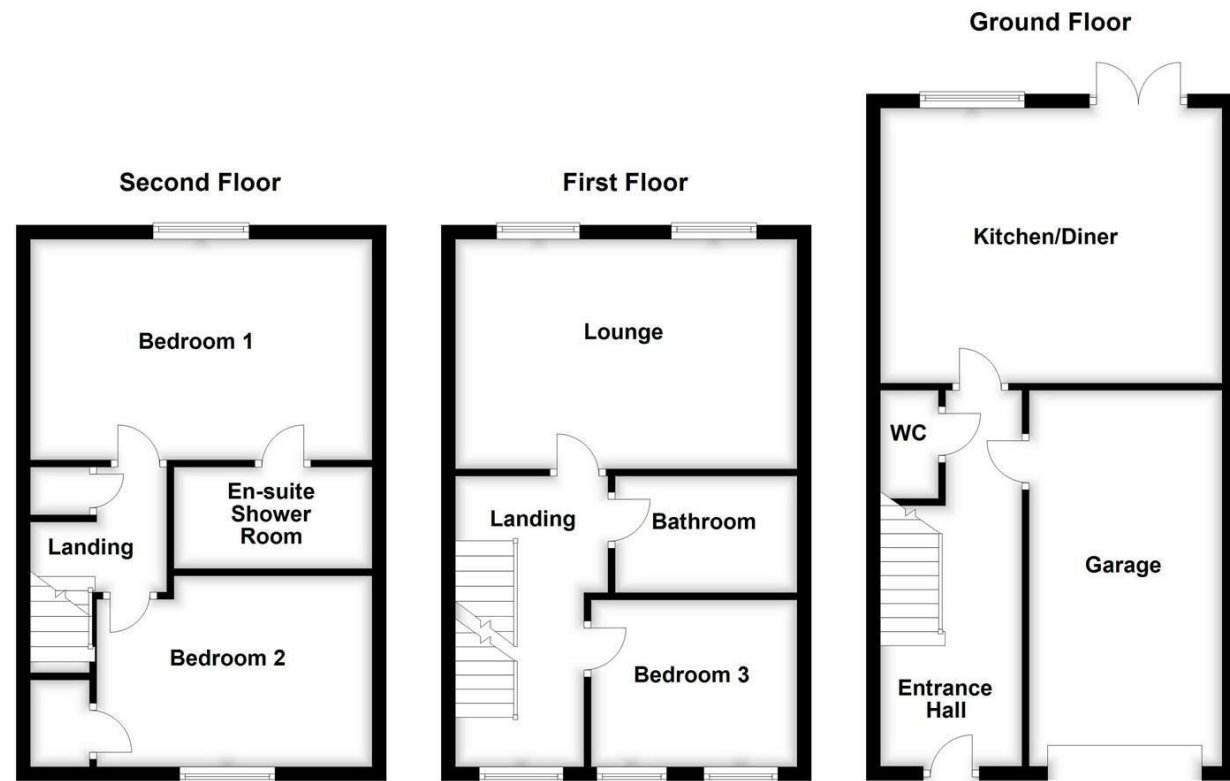 Second Floor
Bedroom 1
En-suite
Shower
Room
Landing
Bedroom 2
First Floor
Lounge
Landing
Bathroom
Bedroom 3
Ground Floor
Kitchen/Diner
WC
Garage
Entrance
Hall